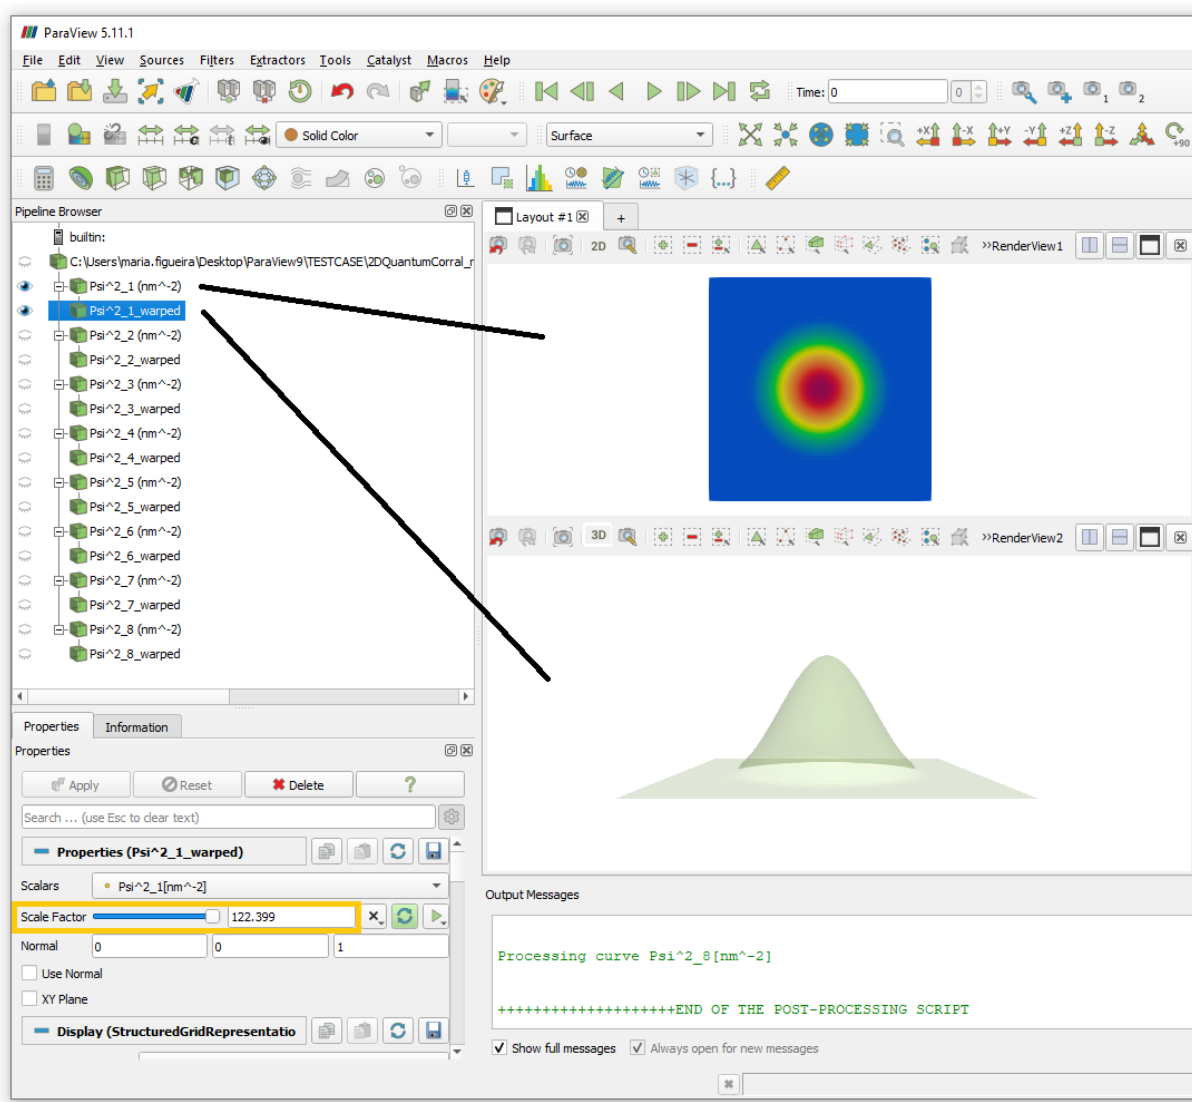 ParaView 5.11.1
File Edit View Sources Filters Extractors Tools Catalyst Macros Help
Time: 0 0 1 2
Solid Color Surface +X -X +Y -Y +Z -Z +90
Pipeline Browser
Layout #1 +
builtin:
2D >>RenderView1
C:\Users\maria.figueira\Desktop\ParaView9\TESTCASE\2DQuantumCorral_r
Psi^2_1 (nm^-2)
Psi^2_1_warped
Psi^2_2 (nm^-2)
Psi^2_2_warped
Psi^2_3 (nm^-2)
Psi^2_3_warped
Psi^2_4 (nm^-2)
Psi^2_4_warped
Psi^2_5 (nm^-2)
Psi^2_5_warped
Psi^2_6 (nm^-2)
3D >>RenderView2
Psi^2_6_warped
Psi^2_7 (nm^-2)
Psi^2_7_warped
Psi^2_8 (nm^-2)
Psi^2_8_warped
Properties Information
Properties
Apply Reset Delete ?
Search ... (use Esc to clear text)
Properties (Psi^2_1_warped)
Scalars Psi^2_1[nm^-2]
Scale Factor 122.399
Normal 0 0 1
Use Normal
XY Plane
Display (StructuredGridRepresentatio
Output Messages
Processing curve Psi^2_8[nm^-2]
++++++++++++++++++++END OF THE POST-PROCESSING SCRIPT
Show full messages Always open for new messages